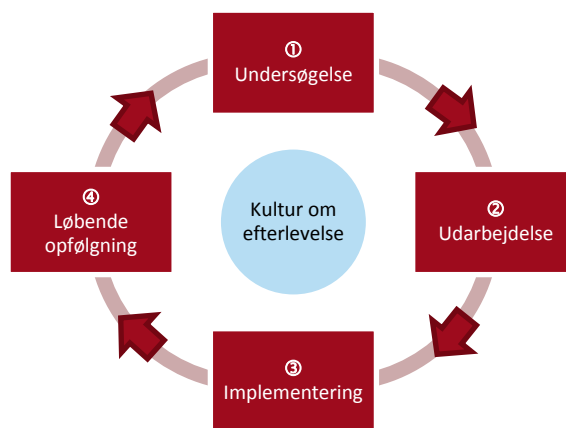 ①
Undersøgelse
②
Udarbejdelse
③
Implementering
④
Løbende
opfølgning
Kultur om
efterlevelse